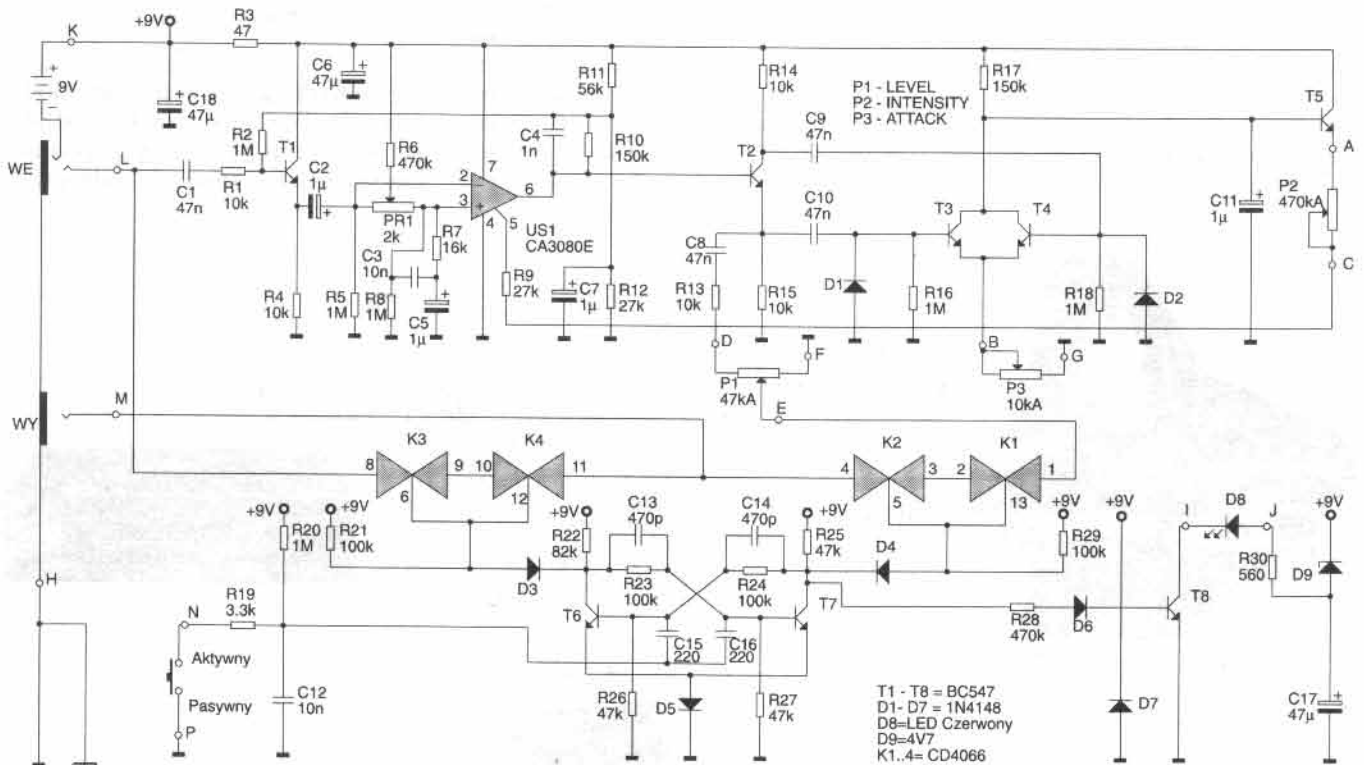 +9V
R3
47
K
9V
+
−
C18
47µ
+
C6
47µ
+
R11
56k
R14
10k
P1 - LEVEL
P2 - INTENSITY
P3 - ATTACK
R17
150k
T5
A
P2
470kA
C
WE
L
C1
47n
R1
10k
R2
1M
T1
C2
1µ
+
R6
470k
PR1
2k
C4
1n
R10
150k
2
3
7
6
4
5
−
+
US1
CA3080E
T2
C9
47n
C10
47n
T3
T4
C11
1µ
+
R4
10k
R5
1M
R8
1M
C3
10n
R7
16k
C5
1µ
+
R9
27k
C7
1µ
+
R12
27k
C8
47n
R13
10k
R15
10k
D1
R16
1M
R18
1M
D2
D
F
P1
47kA
E
B
G
P3
10kA
WY
M
K3
K4
8
9
10
11
6
12
K2
K1
4
3
2
1
5
13
+9V
R20
1M
+9V
R21
100k
+9V
R22
82k
C13
470p
C14
470p
+9V
R25
47k
D4
+9V
R29
100k
+9V
I
D8
J
R30
560
+9V
D9
D3
R23
100k
R24
100k
T6
T7
R28
470k
D6
T8
H
N
R19
3.3k
Aktywny
Pasywny
P
C12
10n
C15
220
C16
220
R26
47k
D5
R27
47k
D7
C17
47µ
+
T1 - T8 = BC547
D1- D7 = 1N4148
D8=LED Czerwony
D9=4V7
K1..4= CD4066